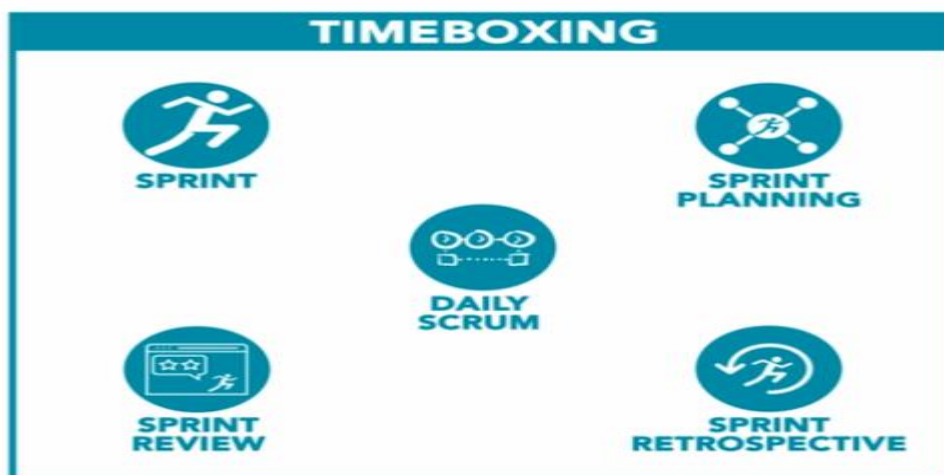 TIMEBOXING
SPRINT
SPRINT
PLANNING
DAILY
SCRUM
SPRINT
REVIEW
SPRINT
RETROSPECTIVE